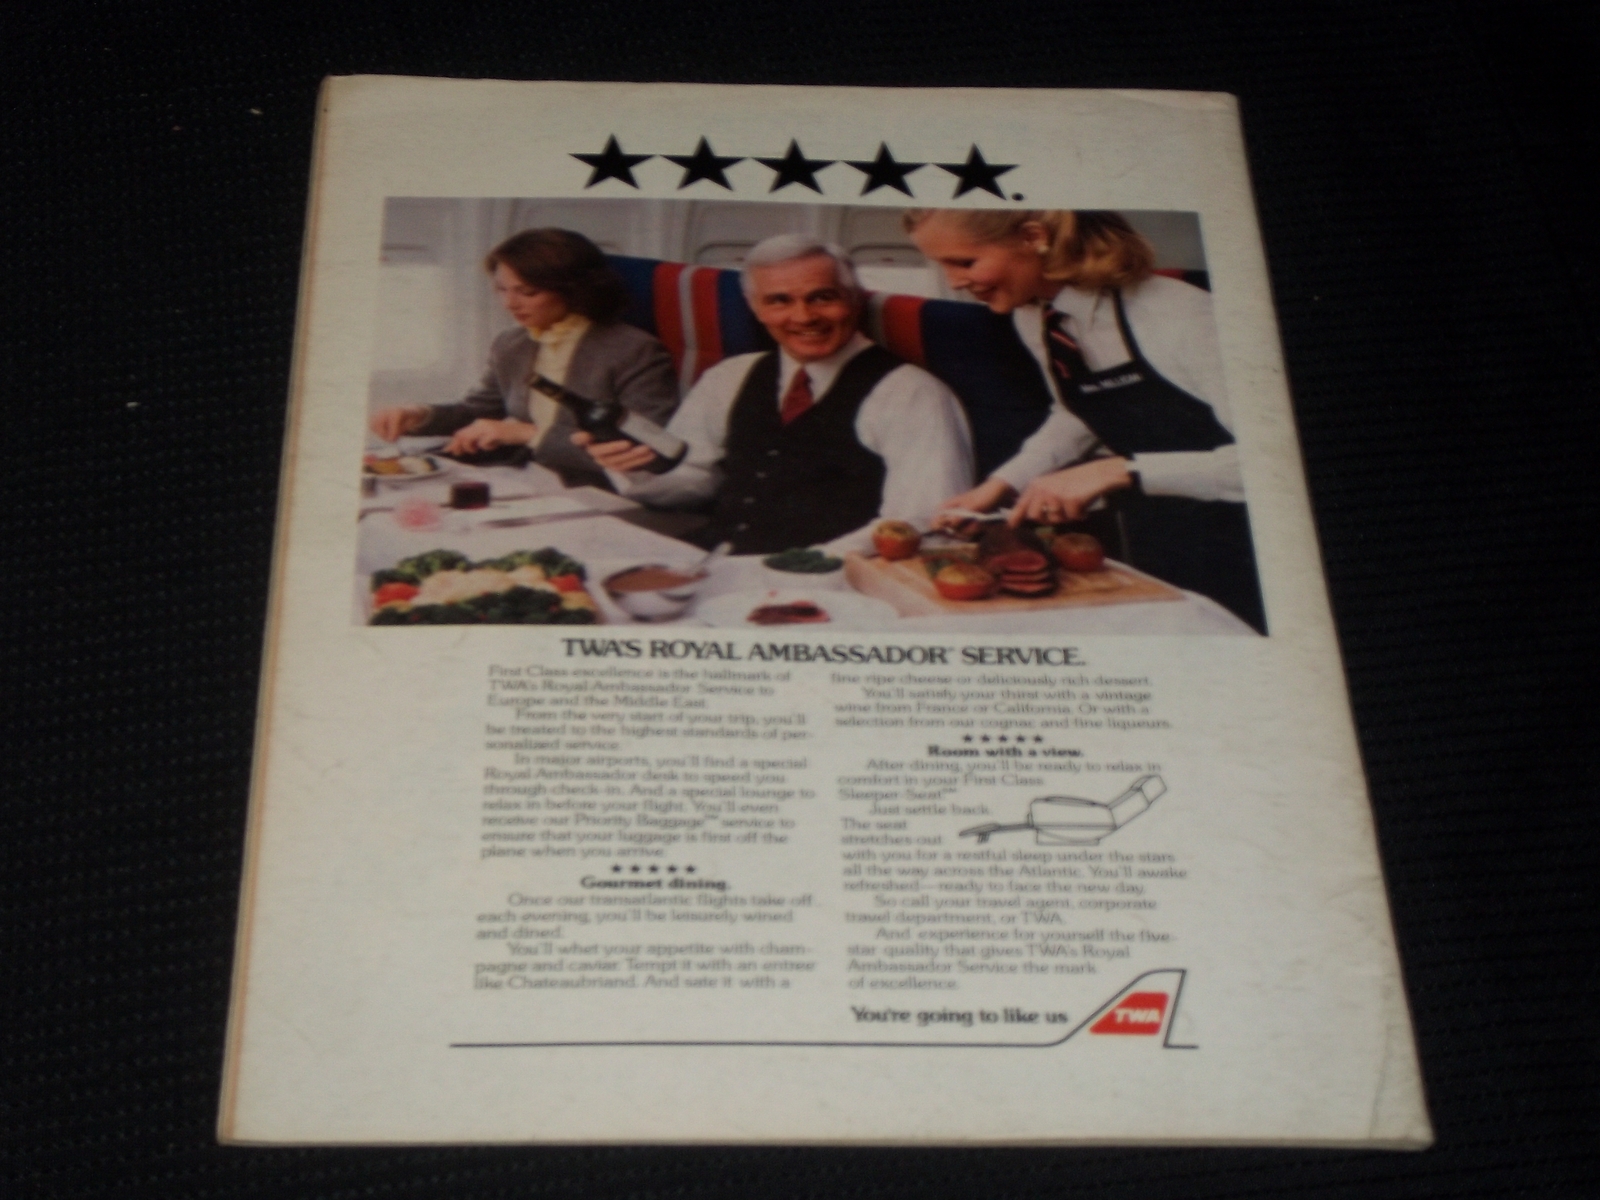 TWA'S ROYAL AMBASSADOR℠ SERVICE.
First Class excellence is the hallmark of
TWA's Royal Ambassador Service to
Europe and the Middle East.
From the very start of your trip, you'll
be treated to the highest standards of per-
sonalized service.
In major airports, you'll find a special
Royal Ambassador desk to speed you
through check-in. And a special lounge to
relax in before your flight. You'll even
receive our Priority Baggage℠ service to
ensure that your luggage is first off the
plane when you arrive.
★★★★★
Gourmet dining.
Once our transatlantic flights take off
each evening, you'll be leisurely wined
and dined.
You'll whet your appetite with cham-
pagne and caviar. Tempt it with an entree
like Chateaubriand. And sate it with a
fine ripe cheese or deliciously rich dessert.
You'll satisfy your thirst with a vintage
wine from France or California. Or with a
selection from our cognac and fine liqueurs.
★★★★★
Room with a view.
After dining, you'll be ready to relax in
comfort in your First Class
Sleeper-Seat℠
Just settle back.
The seat
stretches out
with you for a restful sleep under the stars
all the way across the Atlantic. You'll awake
refreshed—ready to face the new day.
So call your travel agent, corporate
travel department, or TWA.
And experience for yourself the five-
star quality that gives TWA's Royal
Ambassador Service the mark
of excellence.
You're going to like us
TWA